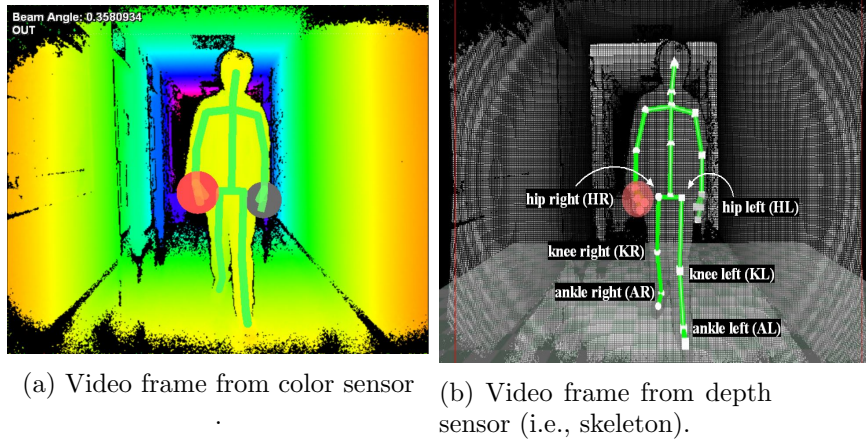 Beam Angle: 0.3580934
OUT
hip right (HR)
hip left (HL)
knee right (KR)
knee left (KL)
ankle right (AR)
ankle left (AL)
(a) Video frame from color sensor
.
(b) Video frame from depth
sensor (i.e., skeleton).